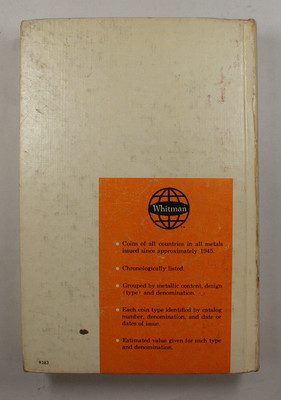 Whitman
Coins of all countries in all metals
issued since approximately 1945.
Chronologically listed.
Grouped by metallic content, design
(type) and denomination.
Each coin type identified by catalog
number, denomination, and date or
dates of issue.
Estimated value given for each type
and denomination.